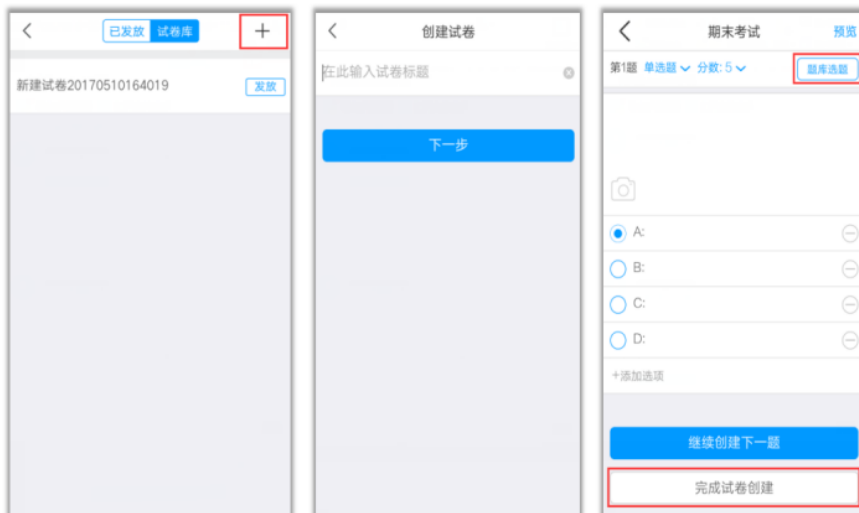 已发放 试卷库
新建试卷20170510164019 发放
创建试卷
在此输入试卷标题
下一步
期末考试 预览
第1题 单选题 分数: 5 题库选题
A:
B:
C:
D:
+添加选项
继续创建下一题
完成试卷创建